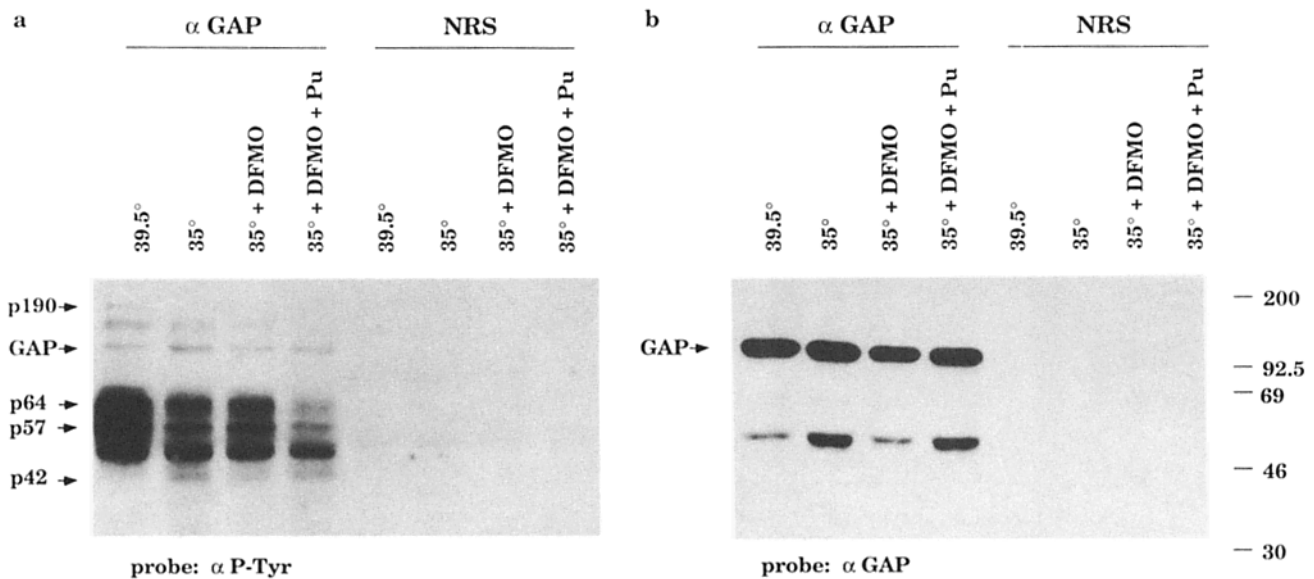 a
α GAP
NRS
39.5°
35°
35° + DFMO
35° + DFMO + Pu
39.5°
35°
35° + DFMO
35° + DFMO + Pu
p190
GAP
p64
p57
p42
probe: α P-Tyr
b
α GAP
NRS
39.5°
35°
35° + DFMO
35° + DFMO + Pu
39.5°
35°
35° + DFMO
35° + DFMO + Pu
GAP
200
92.5
69
46
30
probe: α GAP